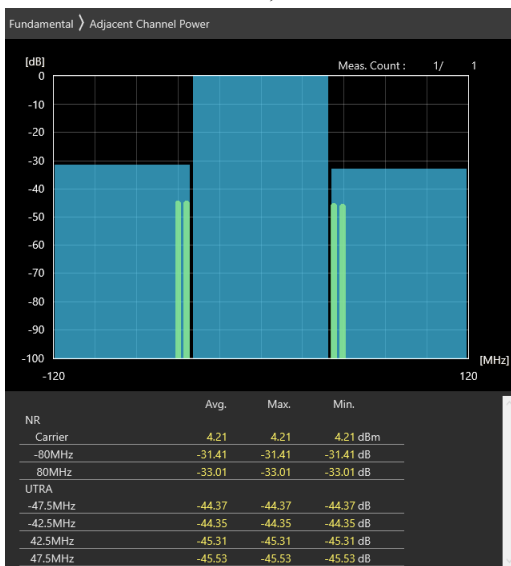 Fundamental 〉 Adjacent Channel Power
[dB] Meas. Count : 1/ 1
0
-10
-20
-30
-40
-50
-60
-70
-80
-90
-100 [MHz]
-120 120
Avg. Max. Min.
NR
Carrier 4.21 4.21 4.21 dBm
-80MHz -31.41 -31.41 -31.41 dB
80MHz -33.01 -33.01 -33.01 dB
UTRA
-47.5MHz -44.37 -44.37 -44.37 dB
-42.5MHz -44.35 -44.35 -44.35 dB
42.5MHz -45.31 -45.31 -45.31 dB
47.5MHz -45.53 -45.53 -45.53 dB